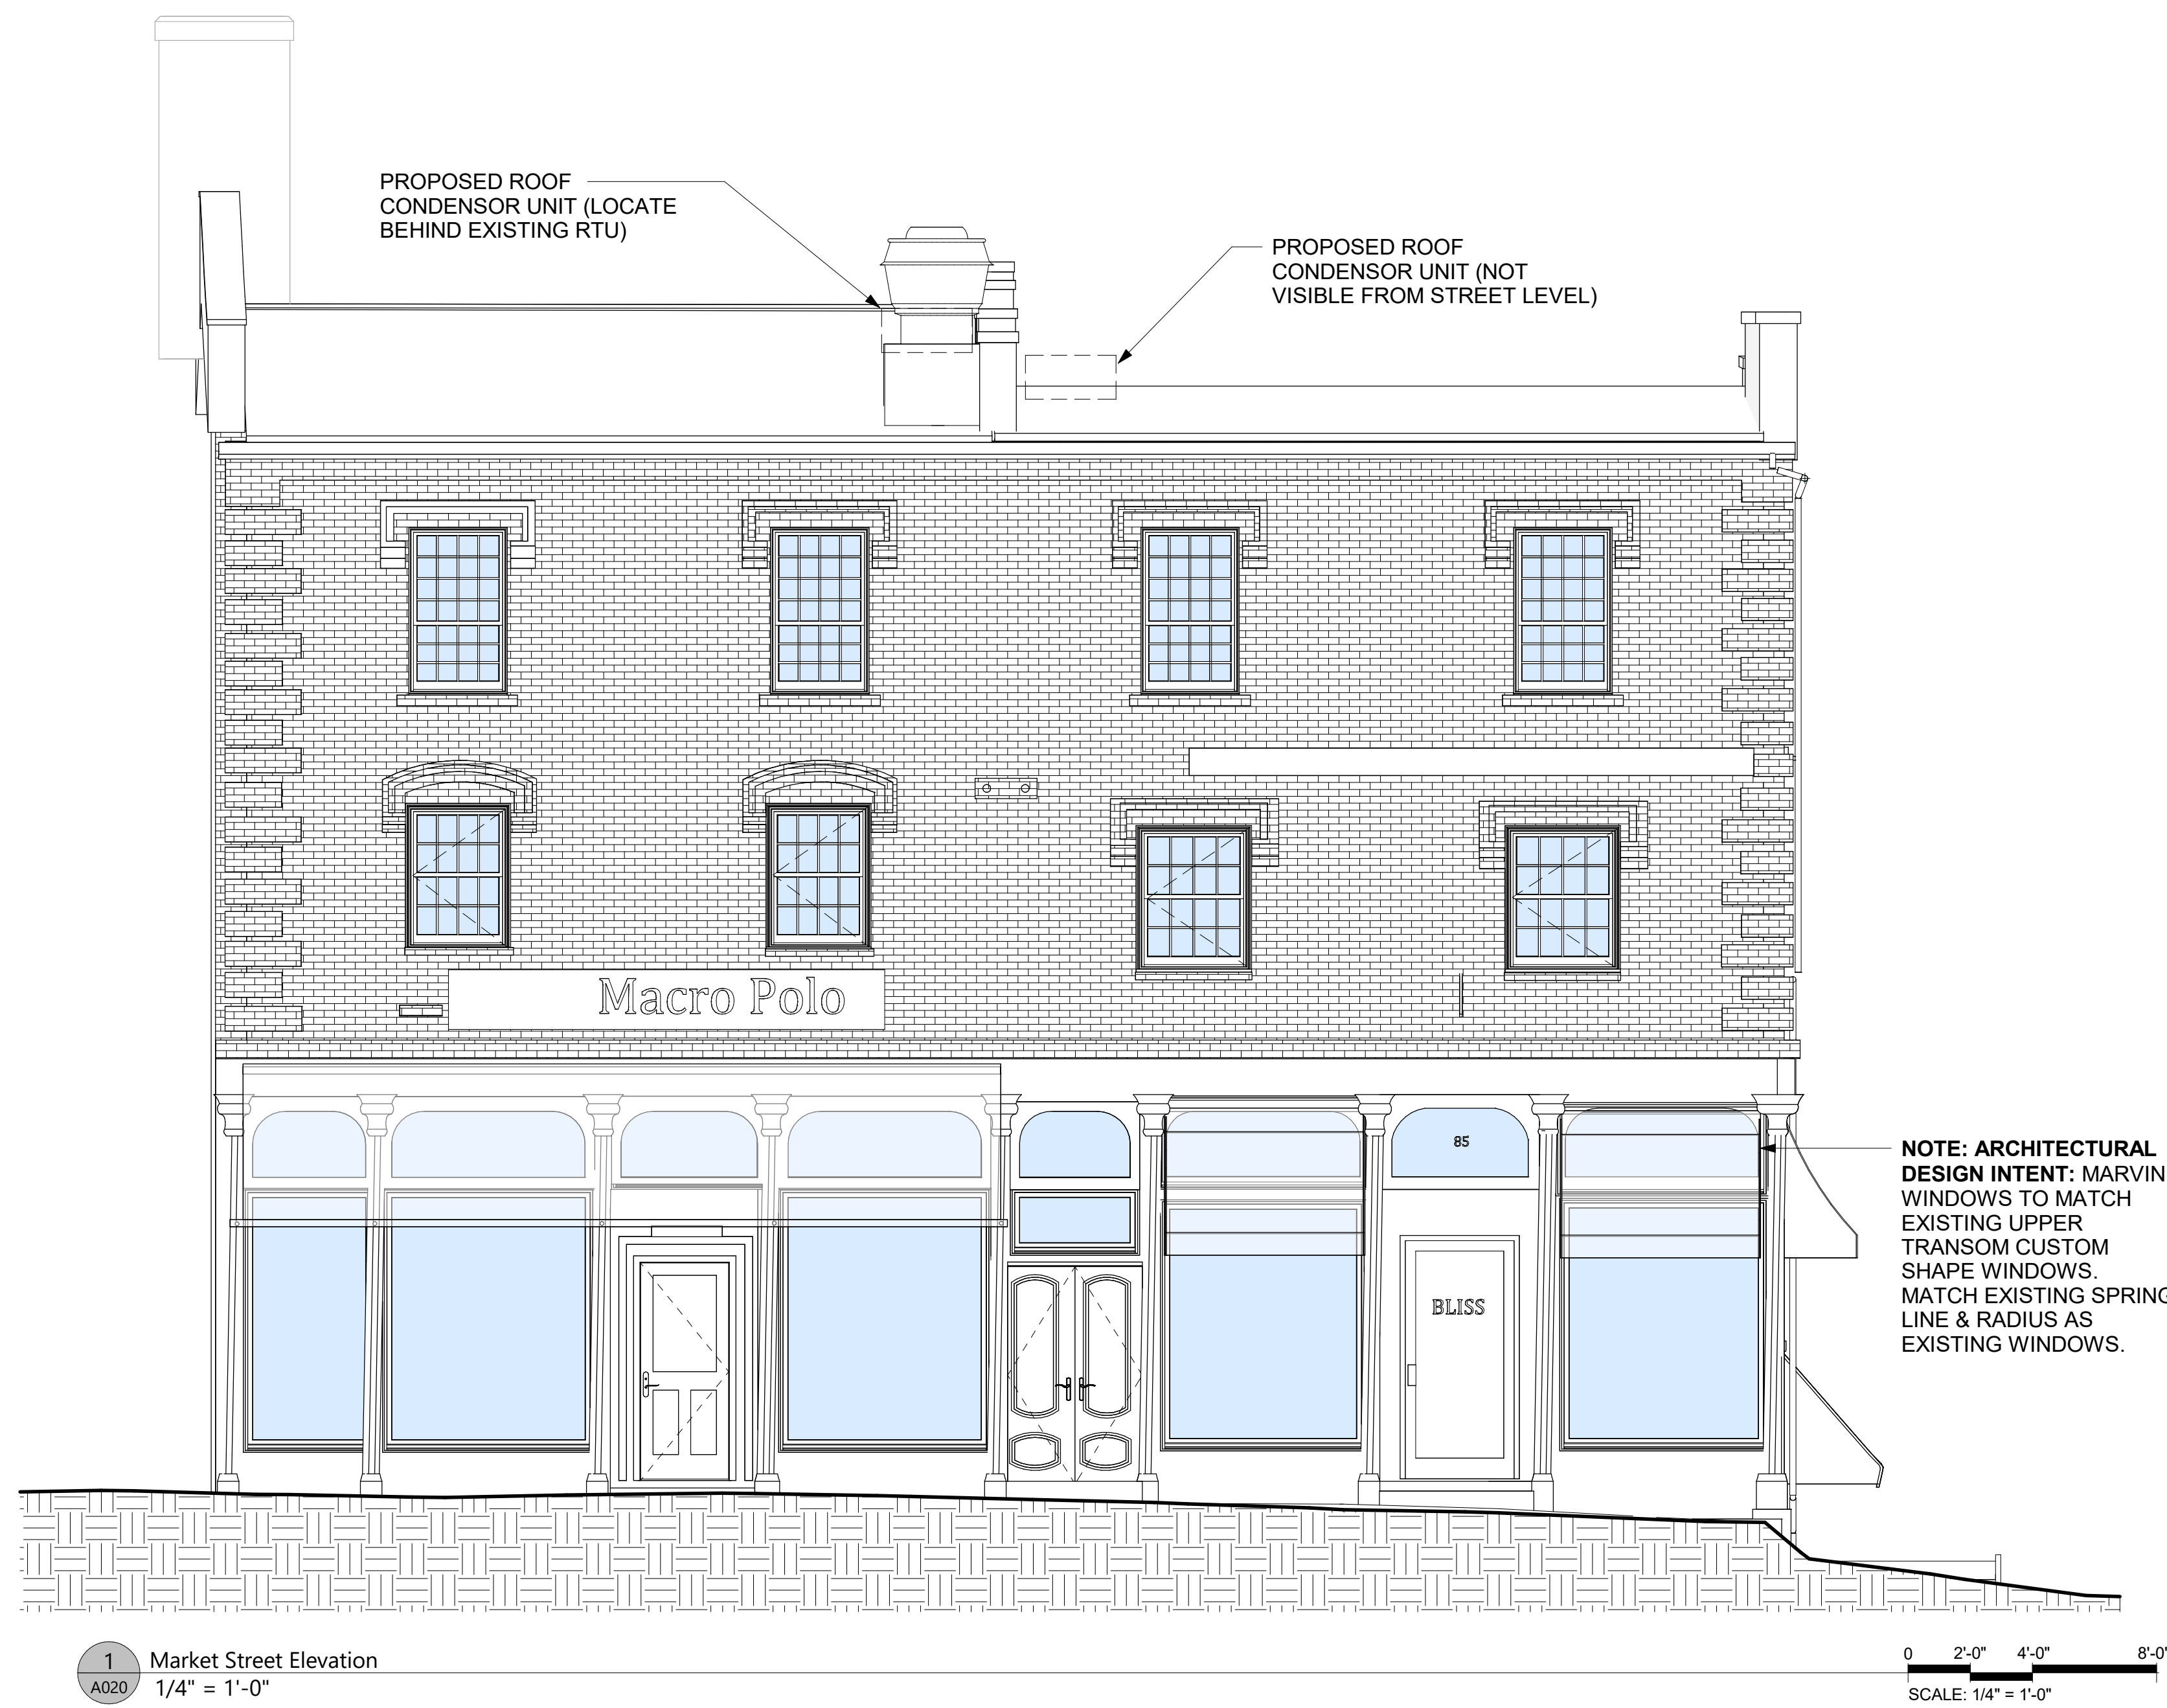 PROPOSED ROOF
CONDENSOR UNIT (LOCATE
BEHIND EXISTING RTU)
PROPOSED ROOF
CONDENSOR UNIT (NOT
VISIBLE FROM STREET LEVEL)
Macro Polo
85
BLISS
NOTE: ARCHITECTURAL
DESIGN INTENT: MARVIN
WINDOWS TO MATCH
EXISTING UPPER
TRANSOM CUSTOM
SHAPE WINDOWS.
MATCH EXISTING SPRING
LINE & RADIUS AS
EXISTING WINDOWS.
1
A020
Market Street Elevation
1/4" = 1'-0"
0 2'-0" 4'-0" 8'-0"
SCALE: 1/4" = 1'-0"